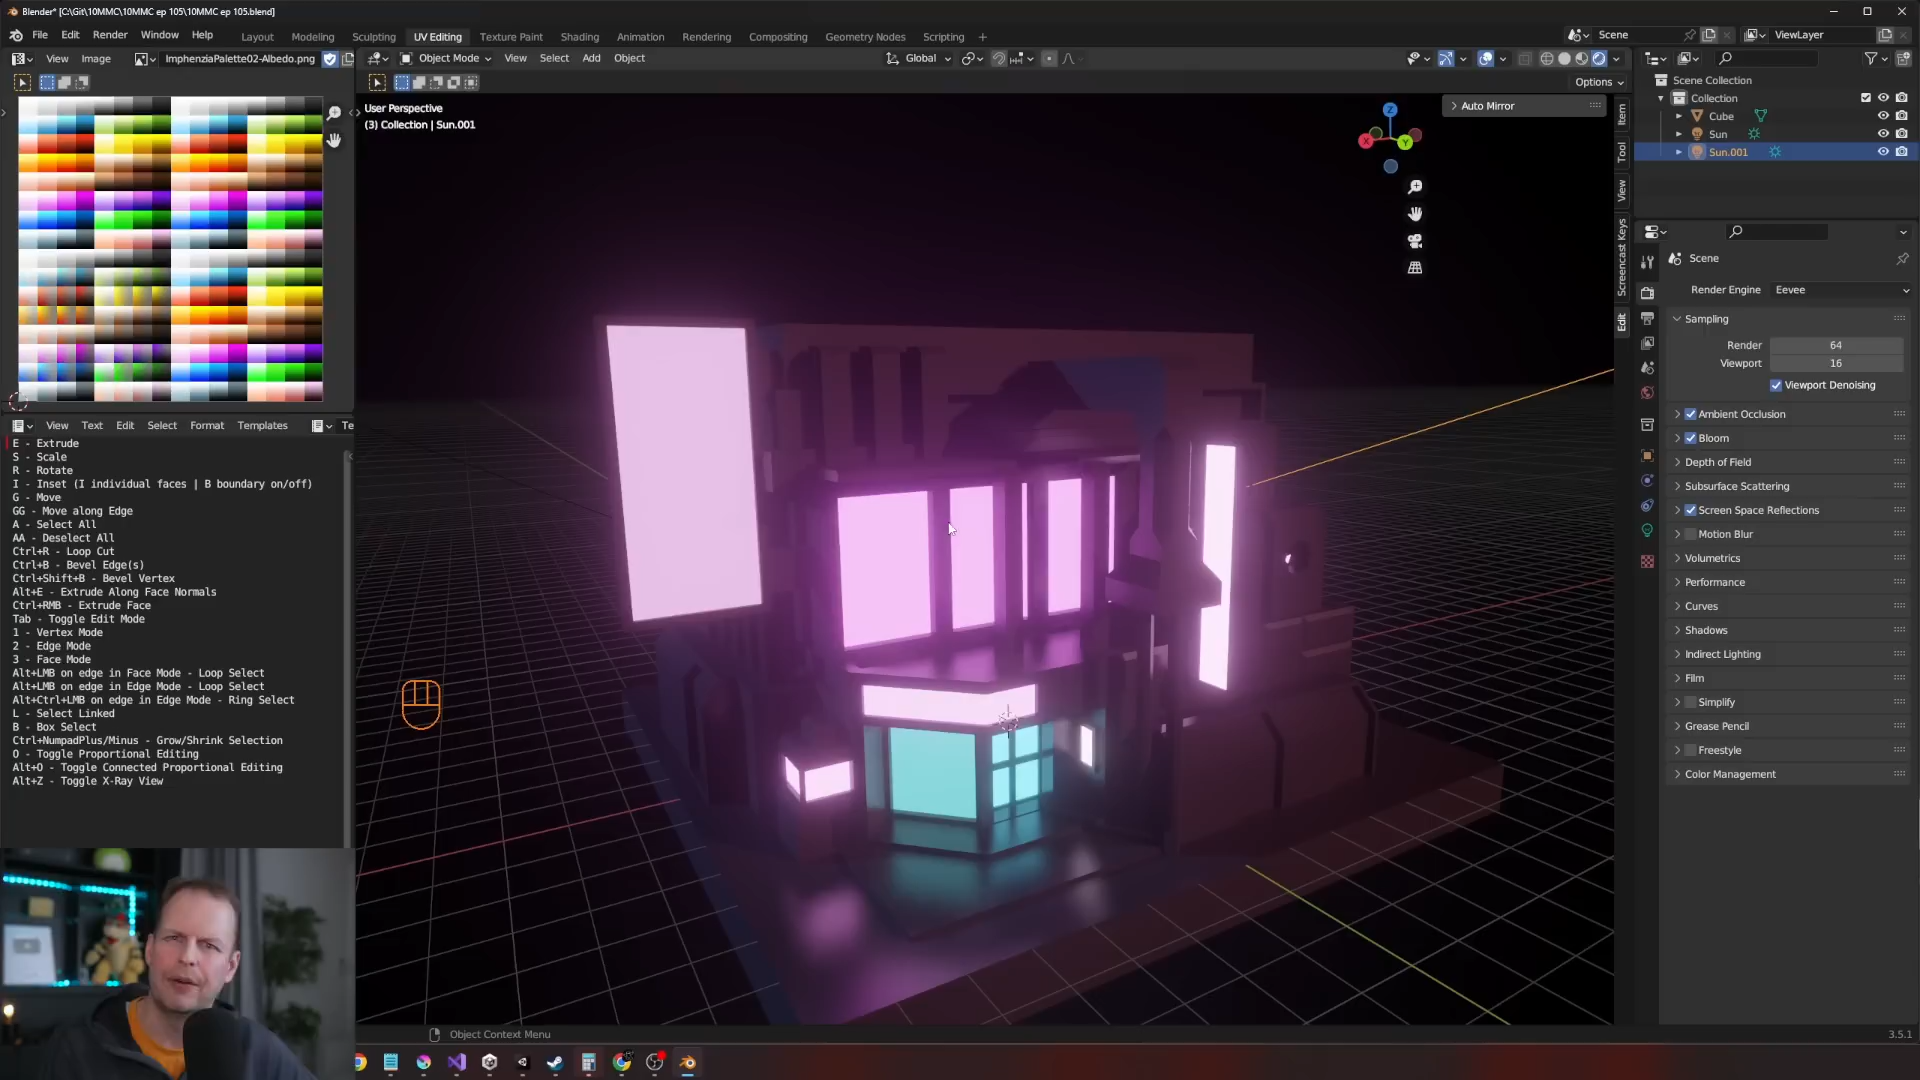 Blender* [C:\Git\10MMC\10MMC ep 105\10MMC ep 105.blend]
File Edit Render Window Help
Layout Modeling Sculpting UV Editing Texture Paint Shading Animation Rendering Compositing Geometry Nodes Scripting +
Scene
ViewLayer
View Image
ImphenziaPalette02-Albedo.png
Object Mode View Select Add Object
Global
Options
User Perspective
(3) Collection | Sun.001
Auto Mirror
Z
X
Y
Item
Tool
View
Screencast Keys
Edit
Scene Collection
Collection
Cube
Sun
Sun.001
Scene
Render Engine Eevee
Sampling
Render 64
Viewport 16
Viewport Denoising
Ambient Occlusion
Bloom
Depth of Field
Subsurface Scattering
Screen Space Reflections
Motion Blur
Volumetrics
Performance
Curves
Shadows
Indirect Lighting
Film
Simplify
Grease Pencil
Freestyle
Color Management
View Text Edit Select Format Templates Te
E - Extrude
S - Scale
R - Rotate
I - Inset (I individual faces | B boundary on/off)
G - Move
GG - Move along Edge
A - Select All
AA - Deselect All
Ctrl+R - Loop Cut
Ctrl+B - Bevel Edge(s)
Ctrl+Shift+B - Bevel Vertex
Alt+E - Extrude Along Face Normals
Ctrl+RMB - Extrude Face
Tab - Toggle Edit Mode
1 - Vertex Mode
2 - Edge Mode
3 - Face Mode
Alt+LMB on edge in Face Mode - Loop Select
Alt+LMB on edge in Edge Mode - Loop Select
Alt+Ctrl+LMB on edge in Edge Mode - Ring Select
L - Select Linked
B - Box Select
Ctrl+NumpadPlus/Minus - Grow/Shrink Selection
O - Toggle Proportional Editing
Alt+O - Toggle Connected Proportional Editing
Alt+Z - Toggle X-Ray View
Object Context Menu
3.5.1